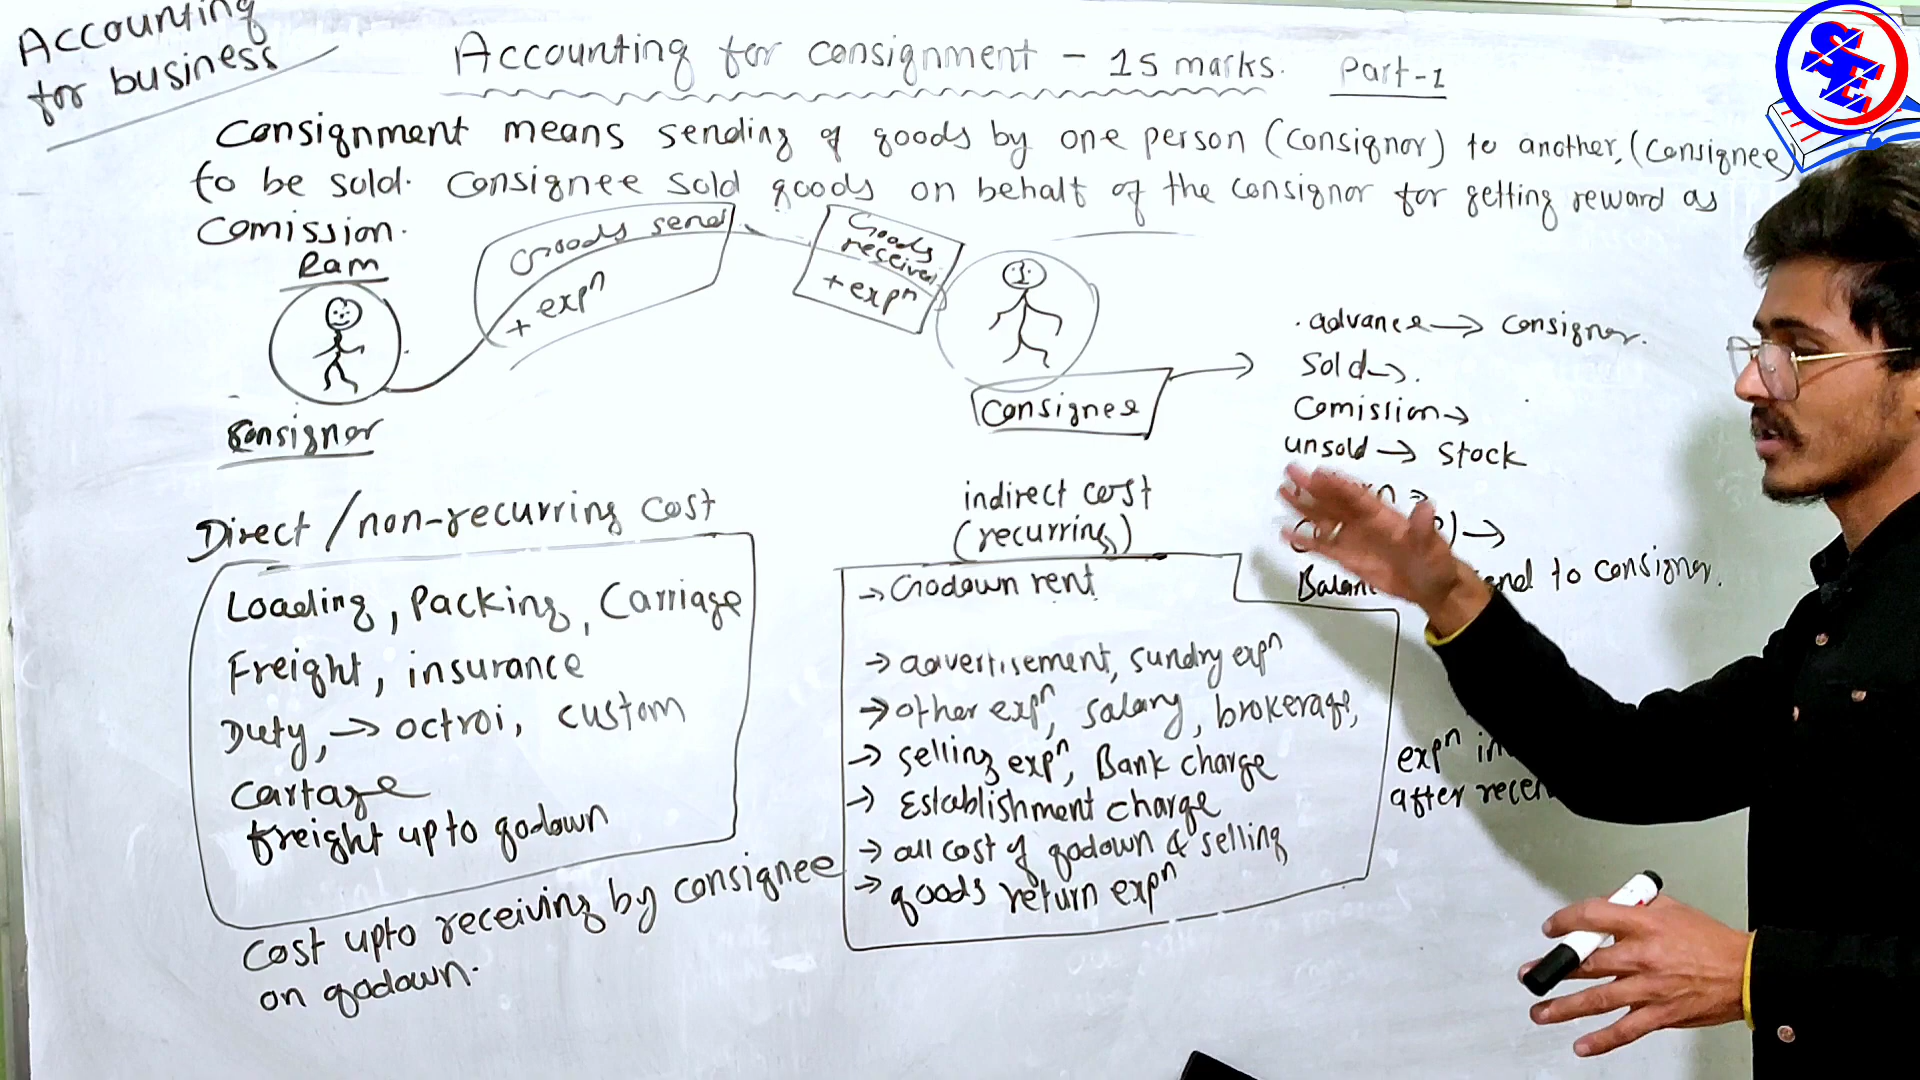 Accounting
for business
Accounting for consignment - 15 marks. Part-1
Consignment means sending of goods by one person (Consignor) to another, (Consignee)
to be sold. Consignee sold goods on behalf of the consignor for getting reward as
Comission.
Ram
Goods send
+ expⁿ
Goods
received
+ expⁿ
Consignor
Consignee
advance → Consignor.
Sold →.
Comission →
unsold → Stock
Balan
end to consignor.
Direct / non-recurring cost
Loading, Packing, Carriage
Freight, insurance
Duty, → octroi, custom
Cartage
freight upto godown
Cost upto receiving by consignee
on godown.
indirect cost
(recurring)
→ Godown rent
→ advertisement, sundry expⁿ
→ other expⁿ, salary, brokerage,
→ selling expⁿ, Bank charge
→ Establishment charge
→ all cost of godown & selling
→ goods return expⁿ
expⁿ in
after rece
SEE